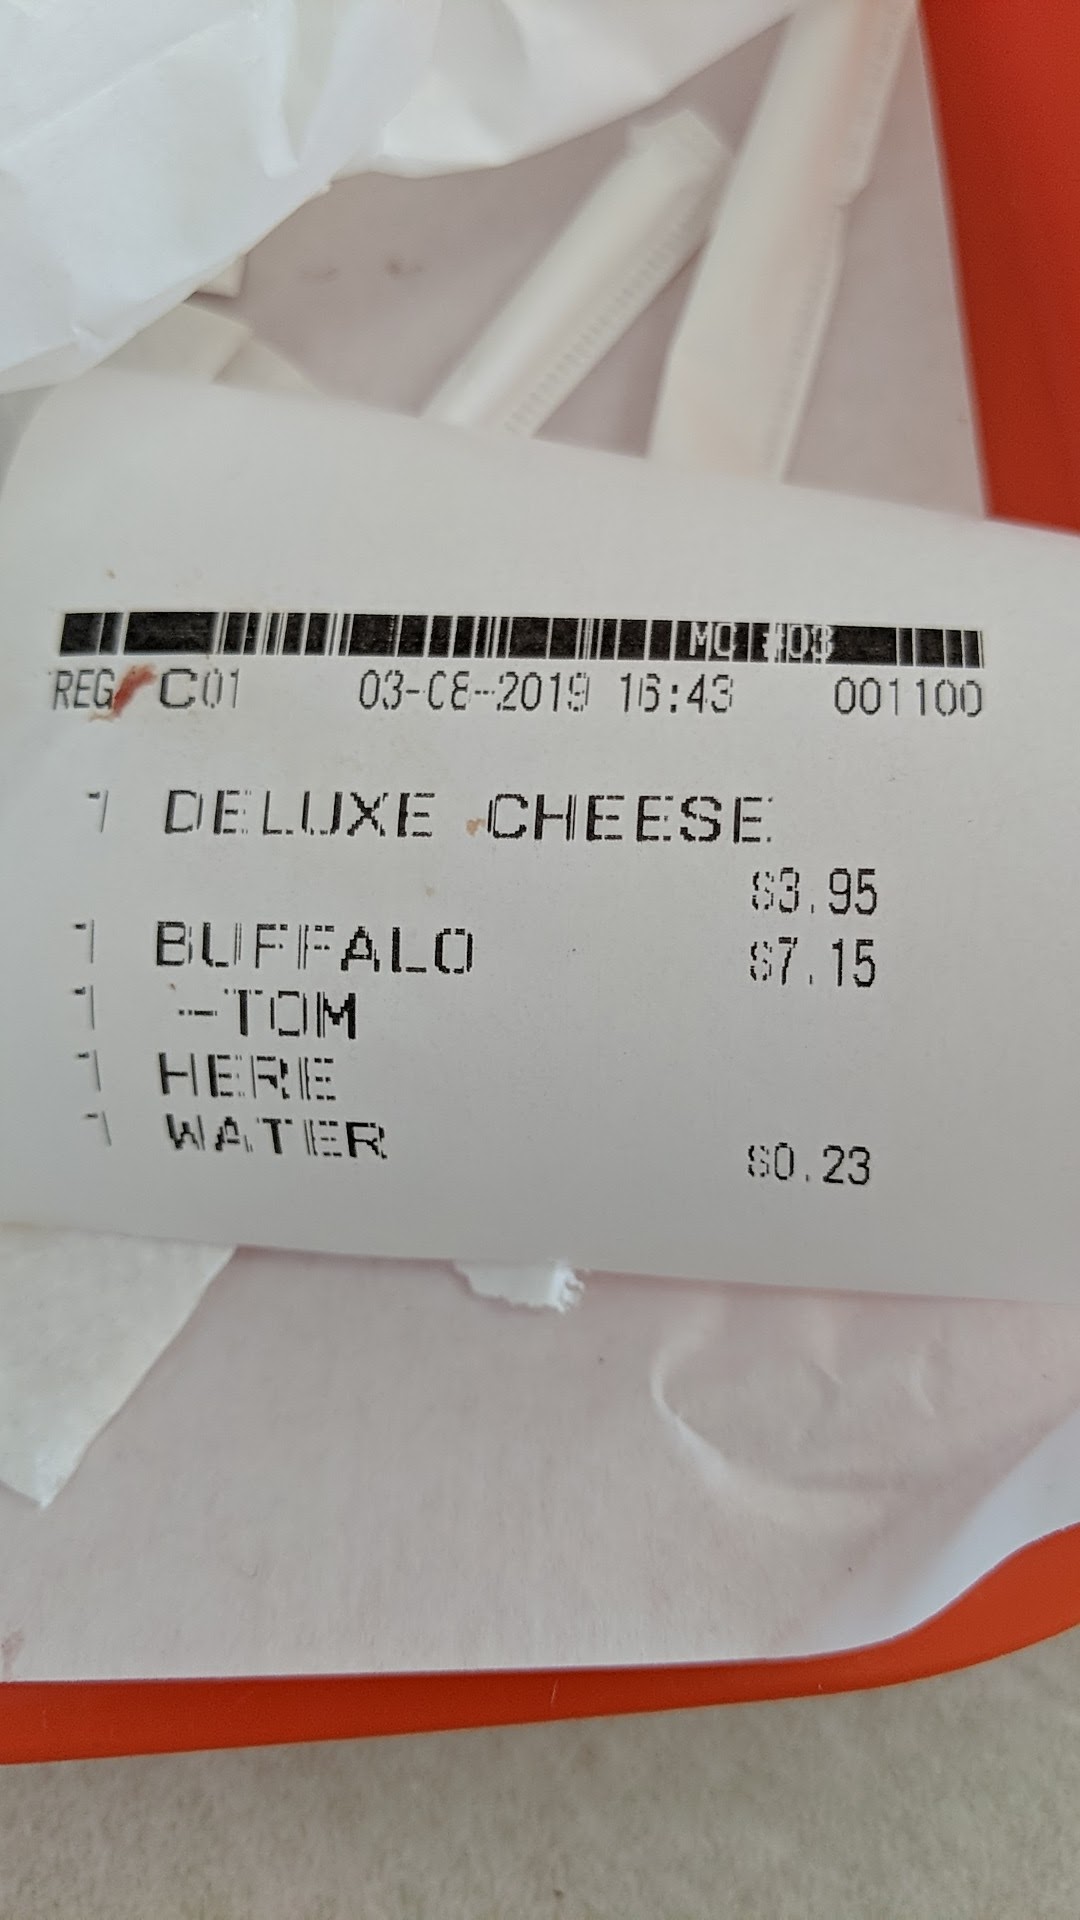 MC #03
REG C01 03-08-2019 16:43 001100
1 DELUXE CHEESE
$3.95
1 BUFFALO $7.15
1 -TOM
1 HERE
1 WATER
$0.23